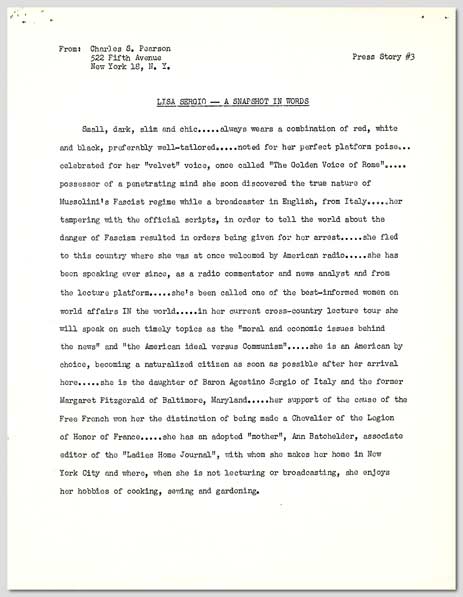 From: Charles S. Pearson
522 Fifth Avenue
New York 18, N. Y.
Press Story #3
LISA SERGIO — A SNAPSHOT IN WORDS
Small, dark, slim and chic.....always wears a combination of red, white
and black, preferably well-tailored.....noted for her perfect platform poise...
celebrated for her "velvet" voice, once called "The Golden Voice of Rome".....
possessor of a penetrating mind she soon discovered the true nature of
Mussolini's Fascist regime while a broadcaster in English, from Italy.....her
tampering with the official scripts, in order to tell the world about the
danger of Fascism resulted in orders being given for her arrest.....she fled
to this country where she was at once welcomed by American radio.....she has
been speaking ever since, as a radio commentator and news analyst and from
the lecture platform.....she's been called one of the best-informed women on
world affairs IN the world.....in her current cross-country lecture tour she
will speak on such timely topics as the "moral and economic issues behind
the news" and "the American ideal versus Communism".....she is an American by
choice, becoming a naturalized citizen as soon as possible after her arrival
here.....she is the daughter of Baron Agostino Sergio of Italy and the former
Margaret Fitzgerald of Baltimore, Maryland.....her support of the cause of the
Free French won her the distinction of being made a Chevalier of the Legion
of Honor of France.....she has an adopted "mother", Ann Batchelder, associate
editor of the "Ladies Home Journal", with whom she makes her home in New
York City and where, when she is not lecturing or broadcasting, she enjoys
her hobbies of cooking, sewing and gardening.